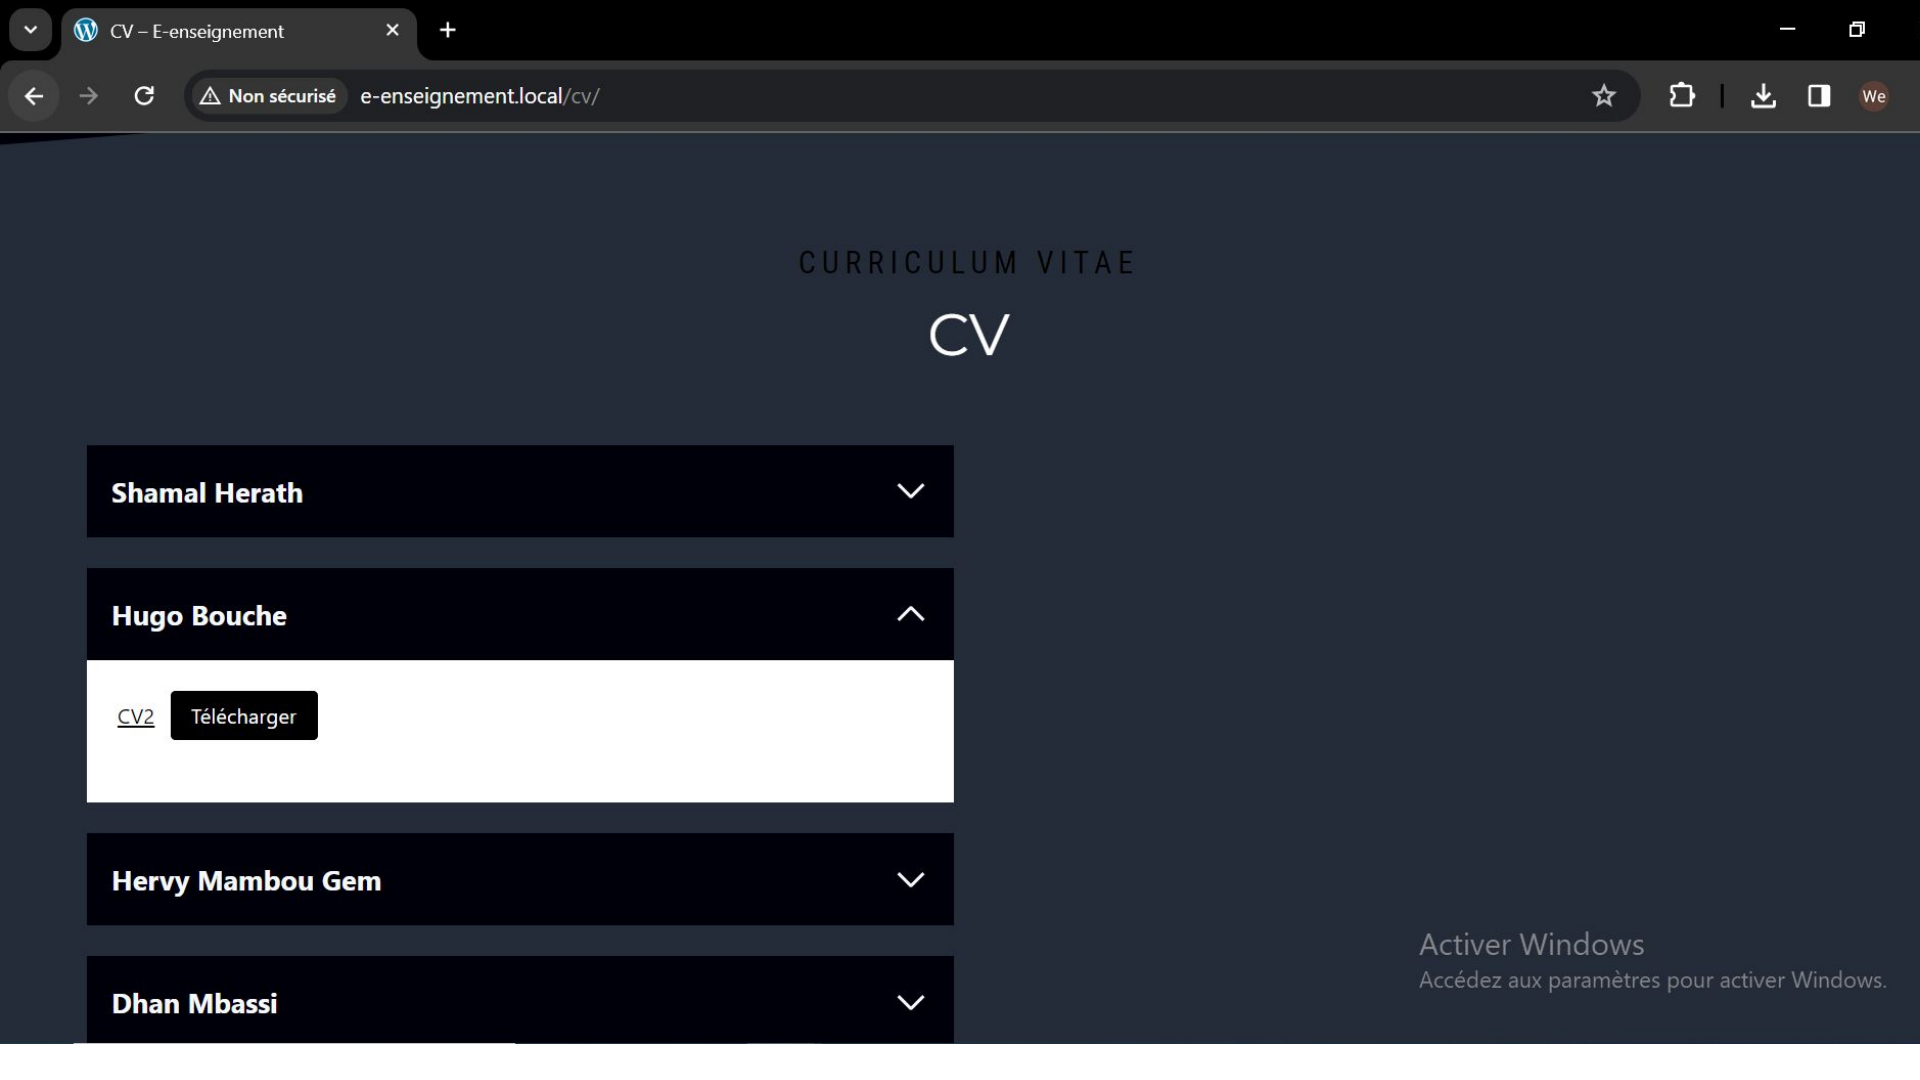 CV – E-enseignement
Non sécurisé e-enseignement.local/cv/
We
CURRICULUM VITAE
CV
Shamal Herath
Hugo Bouche
CV2 Télécharger
Hervy Mambou Gem
Dhan Mbassi
Activer Windows
Accédez aux paramètres pour activer Windows.